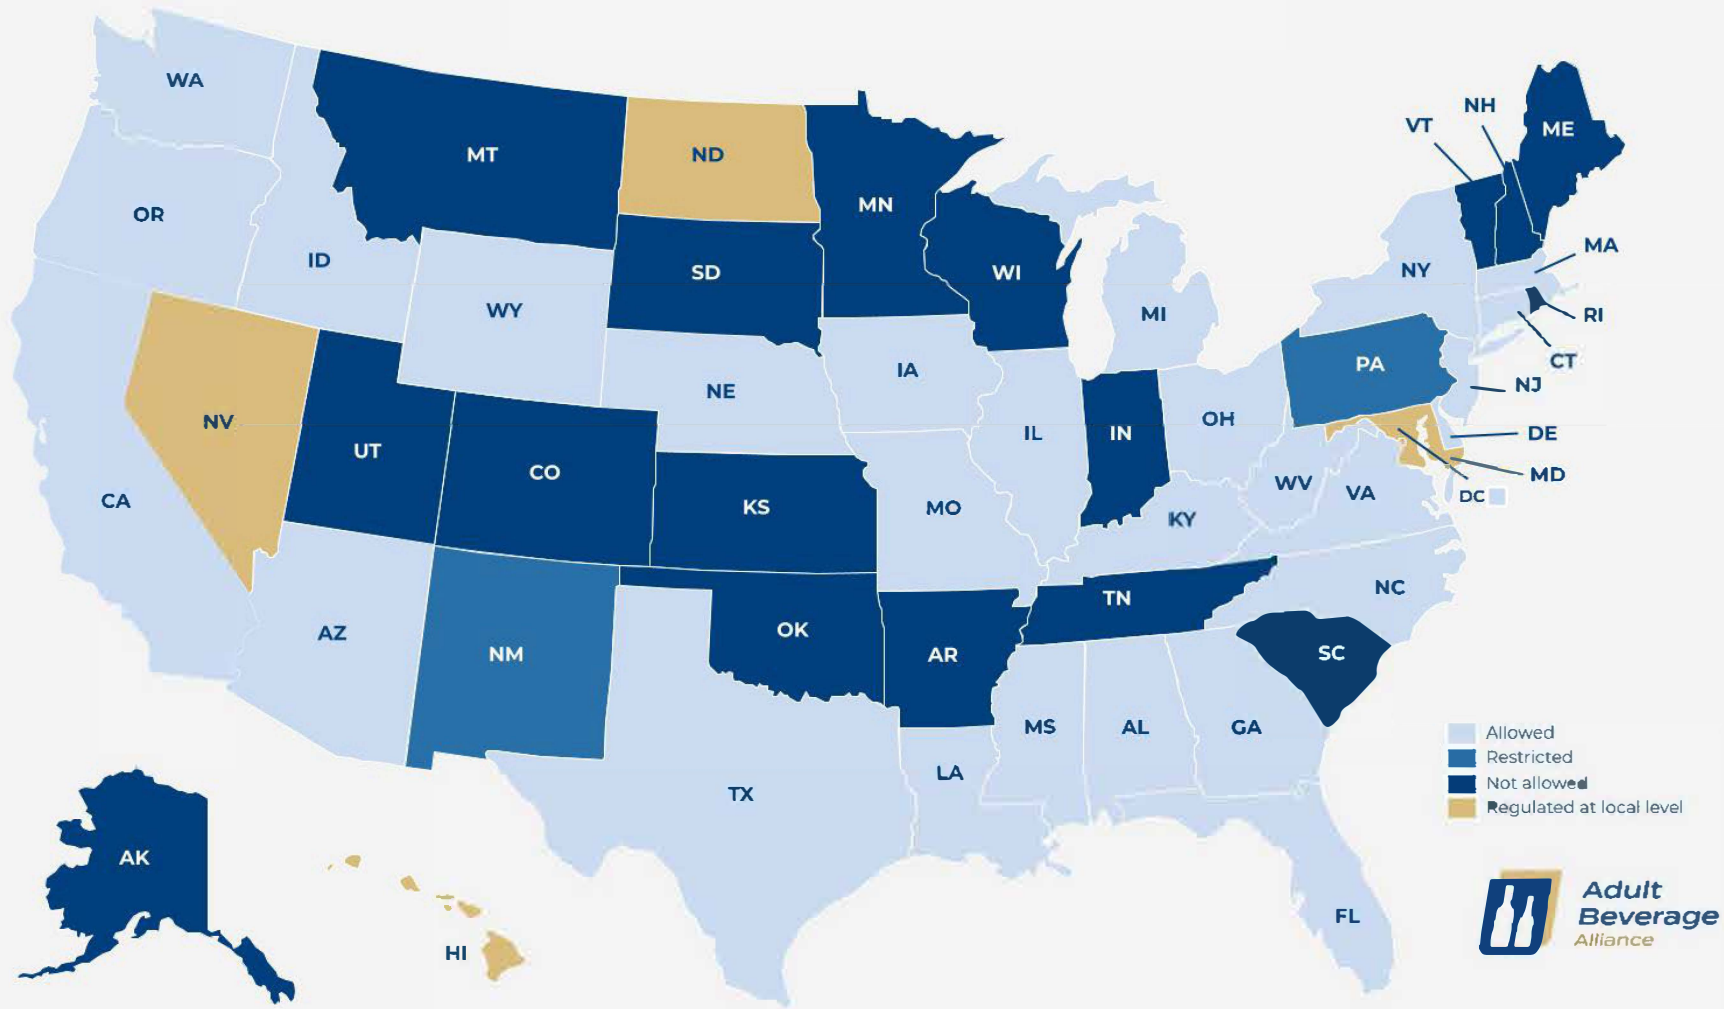 WA
MT
ND
MN
VT
NH
ME
OR
ID
SD
WI
NY
MA
WY
MI
RI
NE
IA
PA
CT
NJ
NV
UT
CO
IL
IN
OH
DE
CA
KS
MO
WV
VA
MD
KY
DC
AZ
NM
OK
AR
TN
NC
SC
TX
LA
MS
AL
GA
AK
HI
FL
Allowed
Restricted
Not allowed
Regulated at local level
Adult
Beverage
Alliance